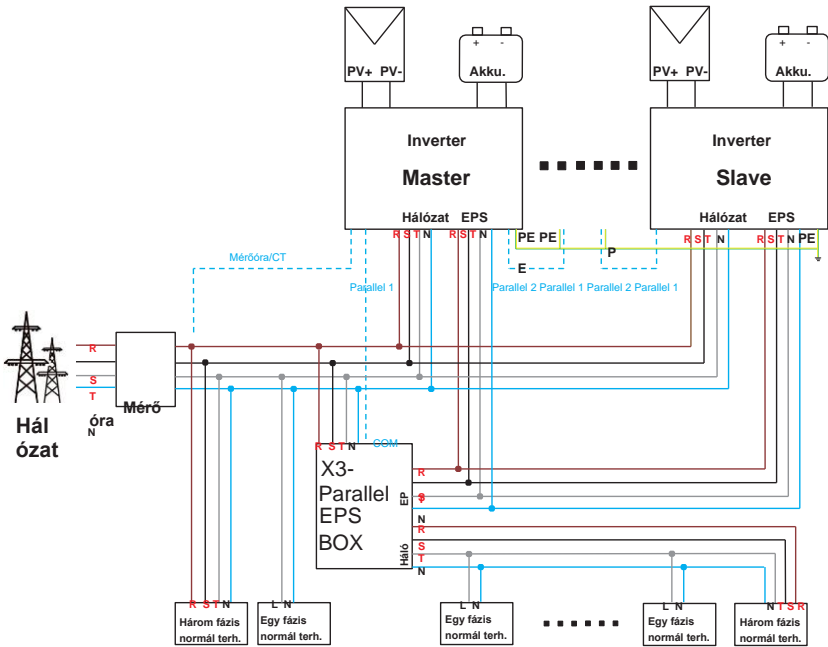 + -
+ -
PV+ PV-
Akku.
PV+ PV-
Akku.
Inverter
Master
Inverter
Slave
Hálózat EPS
Hálózat EPS
R S T N R S T N PE PE
R S T N R S T N PE
P
E
Mérőóra/CT
Parallel 1
Parallel 2 Parallel 1 Parallel 2 Parallel 1
R
S
T
N
Hál
ózat
óra
Mérő
COM
R S T N
X3-
Parallel
EPS
BOX
EP
S
Háló
R
T
N
R
S
T
N
R S T N
L N
L N
L N
N T S R
Három fázis
normál terh.
Egy fázis
normál terh.
Egy fázis
normál terh.
Egy fázis
normál terh.
Három fázis
normál terh.